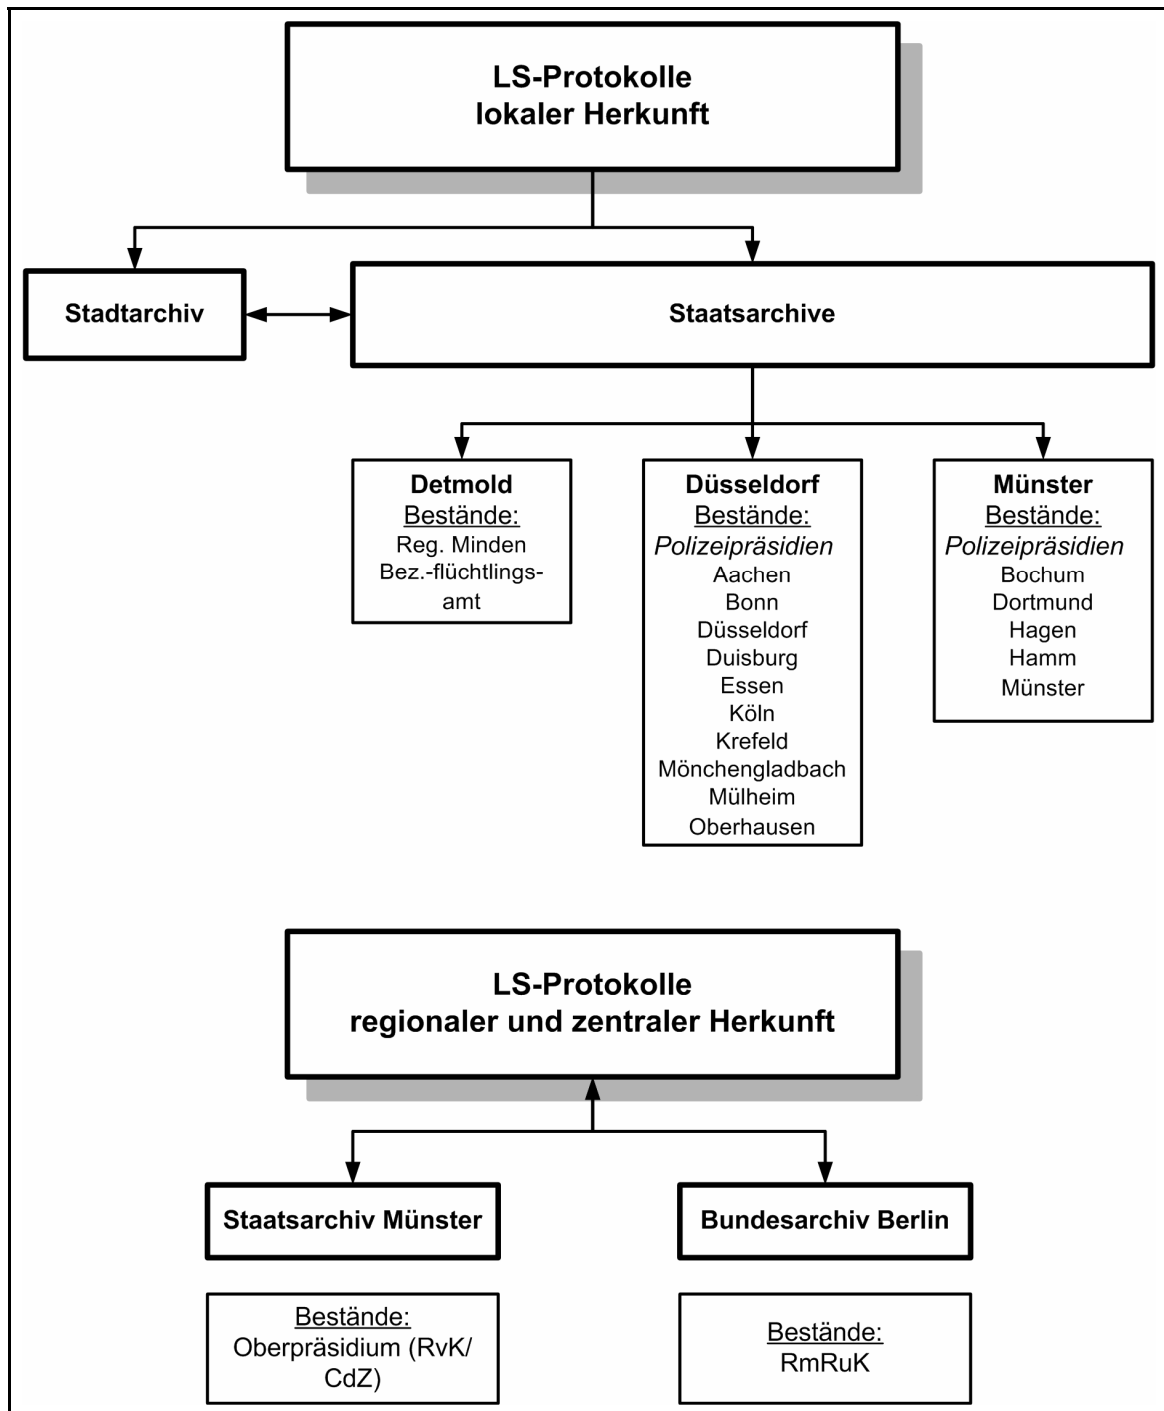 LS-Protokolle
lokaler Herkunft
Stadtarchiv
Staatsarchive
Detmold
Bestände:
Reg. Minden
Bez.-flüchtlings-
amt
Düsseldorf
Bestände:
Polizeipräsidien
Aachen
Bonn
Düsseldorf
Duisburg
Essen
Köln
Krefeld
Mönchengladbach
Mülheim
Oberhausen
Münster
Bestände:
Polizeipräsidien
Bochum
Dortmund
Hagen
Hamm
Münster
LS-Protokolle
regionaler und zentraler Herkunft
Staatsarchiv Münster
Bundesarchiv Berlin
Bestände:
Oberpräsidium (RvK/
CdZ)
Bestände:
RmRuK